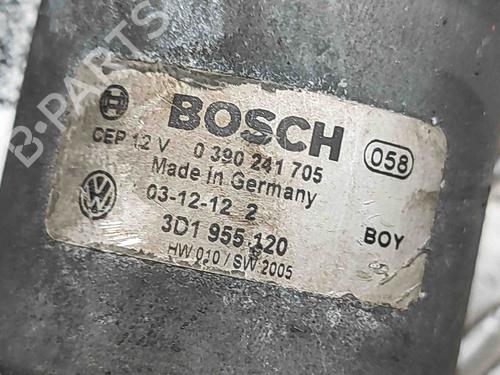 B-PARTS
BOSCH
CEP 12 V 0 390 241 705
058
Made in Germany
03-12-12 2
3D1 955 120
BOY
HW 010 / SW 2005